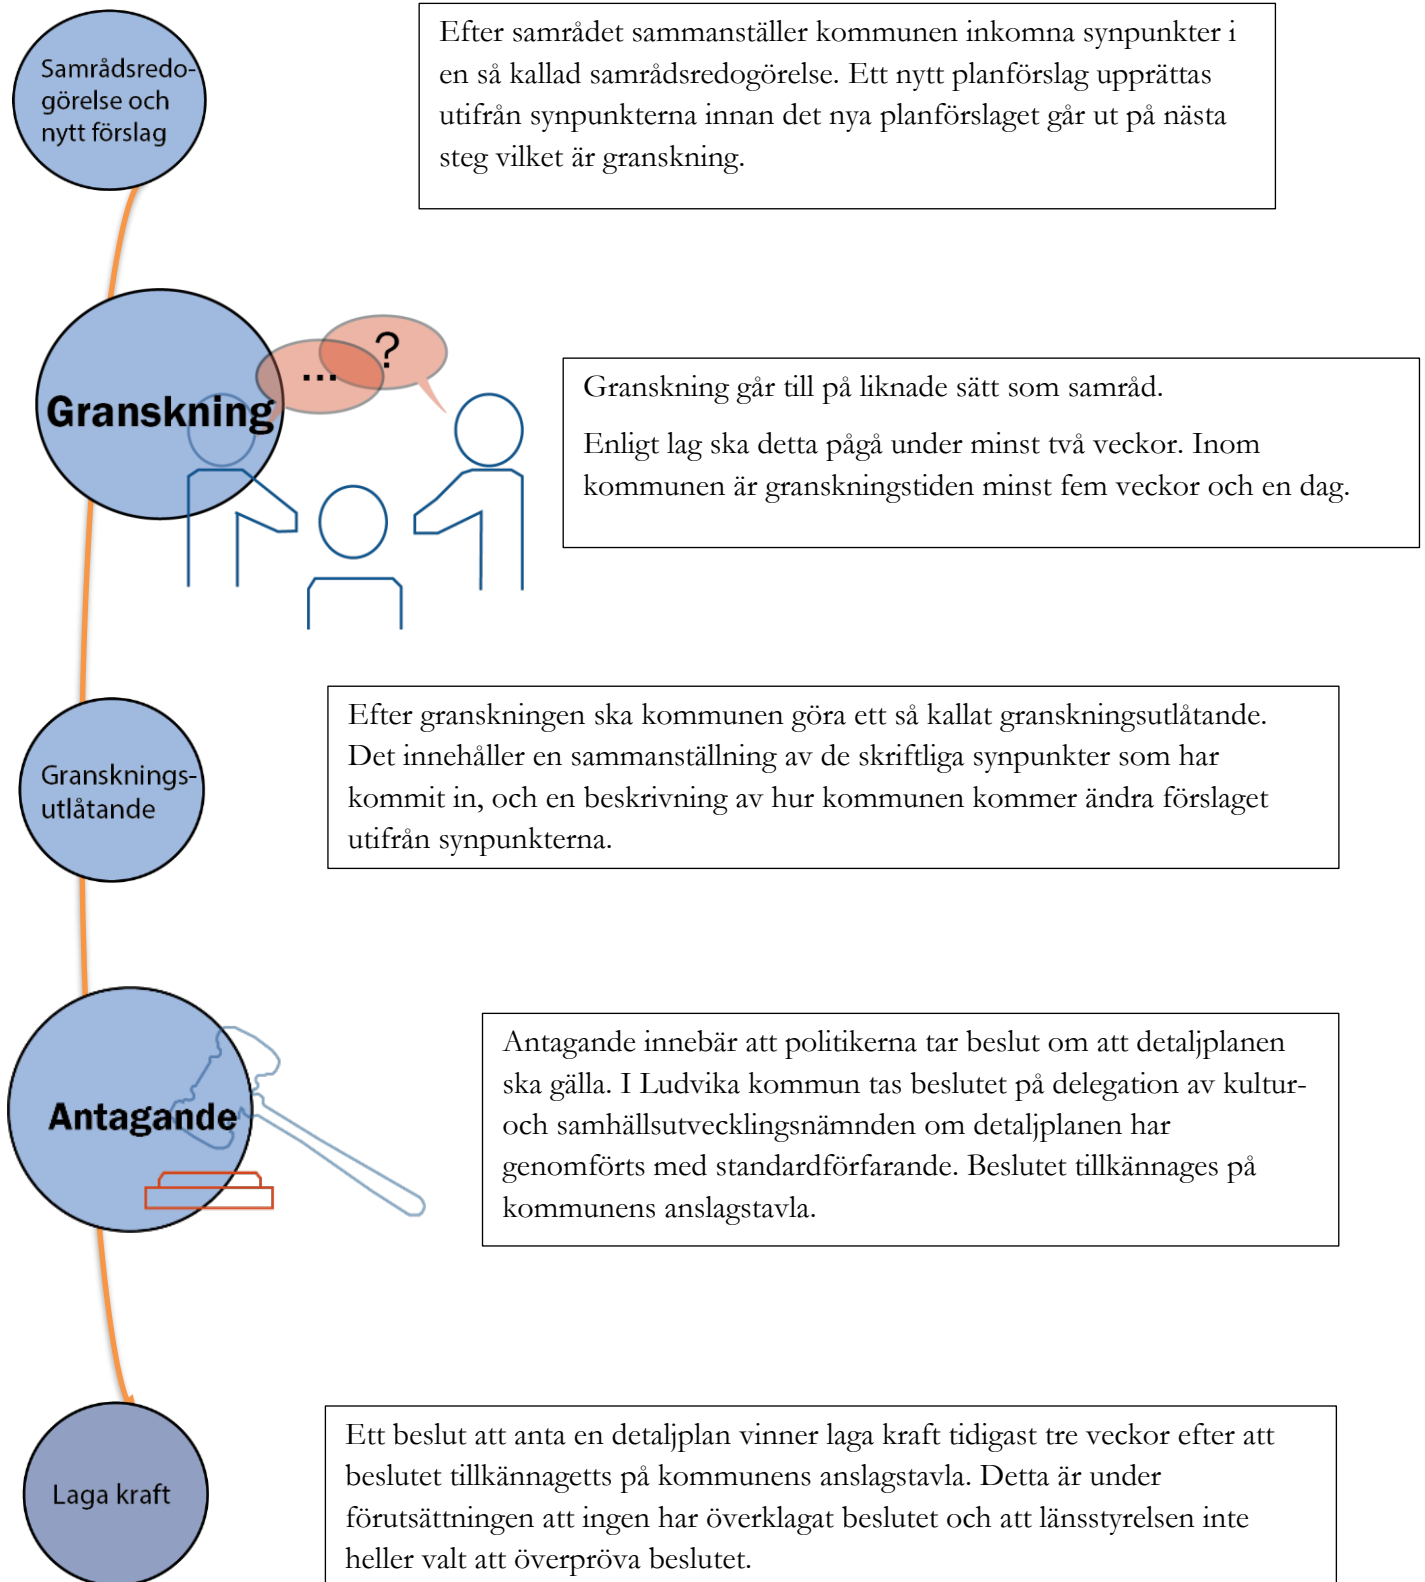 Samrådsredo-
görelse och
nytt förslag
Efter samrådet sammanställer kommunen inkomna synpunkter i
en så kallad samrådsredogörelse. Ett nytt planförslag upprättas
utifrån synpunkterna innan det nya planförslaget går ut på nästa
steg vilket är granskning.
Granskning
...
?
Granskning går till på liknade sätt som samråd.
Enligt lag ska detta pågå under minst två veckor. Inom
kommunen är granskningstiden minst fem veckor och en dag.
Gransknings-
utlåtande
Efter granskningen ska kommunen göra ett så kallat granskningsutlåtande.
Det innehåller en sammanställning av de skriftliga synpunkter som har
kommit in, och en beskrivning av hur kommunen kommer ändra förslaget
utifrån synpunkterna.
Antagande
Antagande innebär att politikerna tar beslut om att detaljplanen
ska gälla. I Ludvika kommun tas beslutet på delegation av kultur-
och samhällsutvecklingsnämnden om detaljplanen har
genomförts med standardförfarande. Beslutet tillkännages på
kommunens anslagstavla.
Laga kraft
Ett beslut att anta en detaljplan vinner laga kraft tidigast tre veckor efter att
beslutet tillkännagetts på kommunens anslagstavla. Detta är under
förutsättningen att ingen har överklagat beslutet och att länsstyrelsen inte
heller valt att överpröva beslutet.